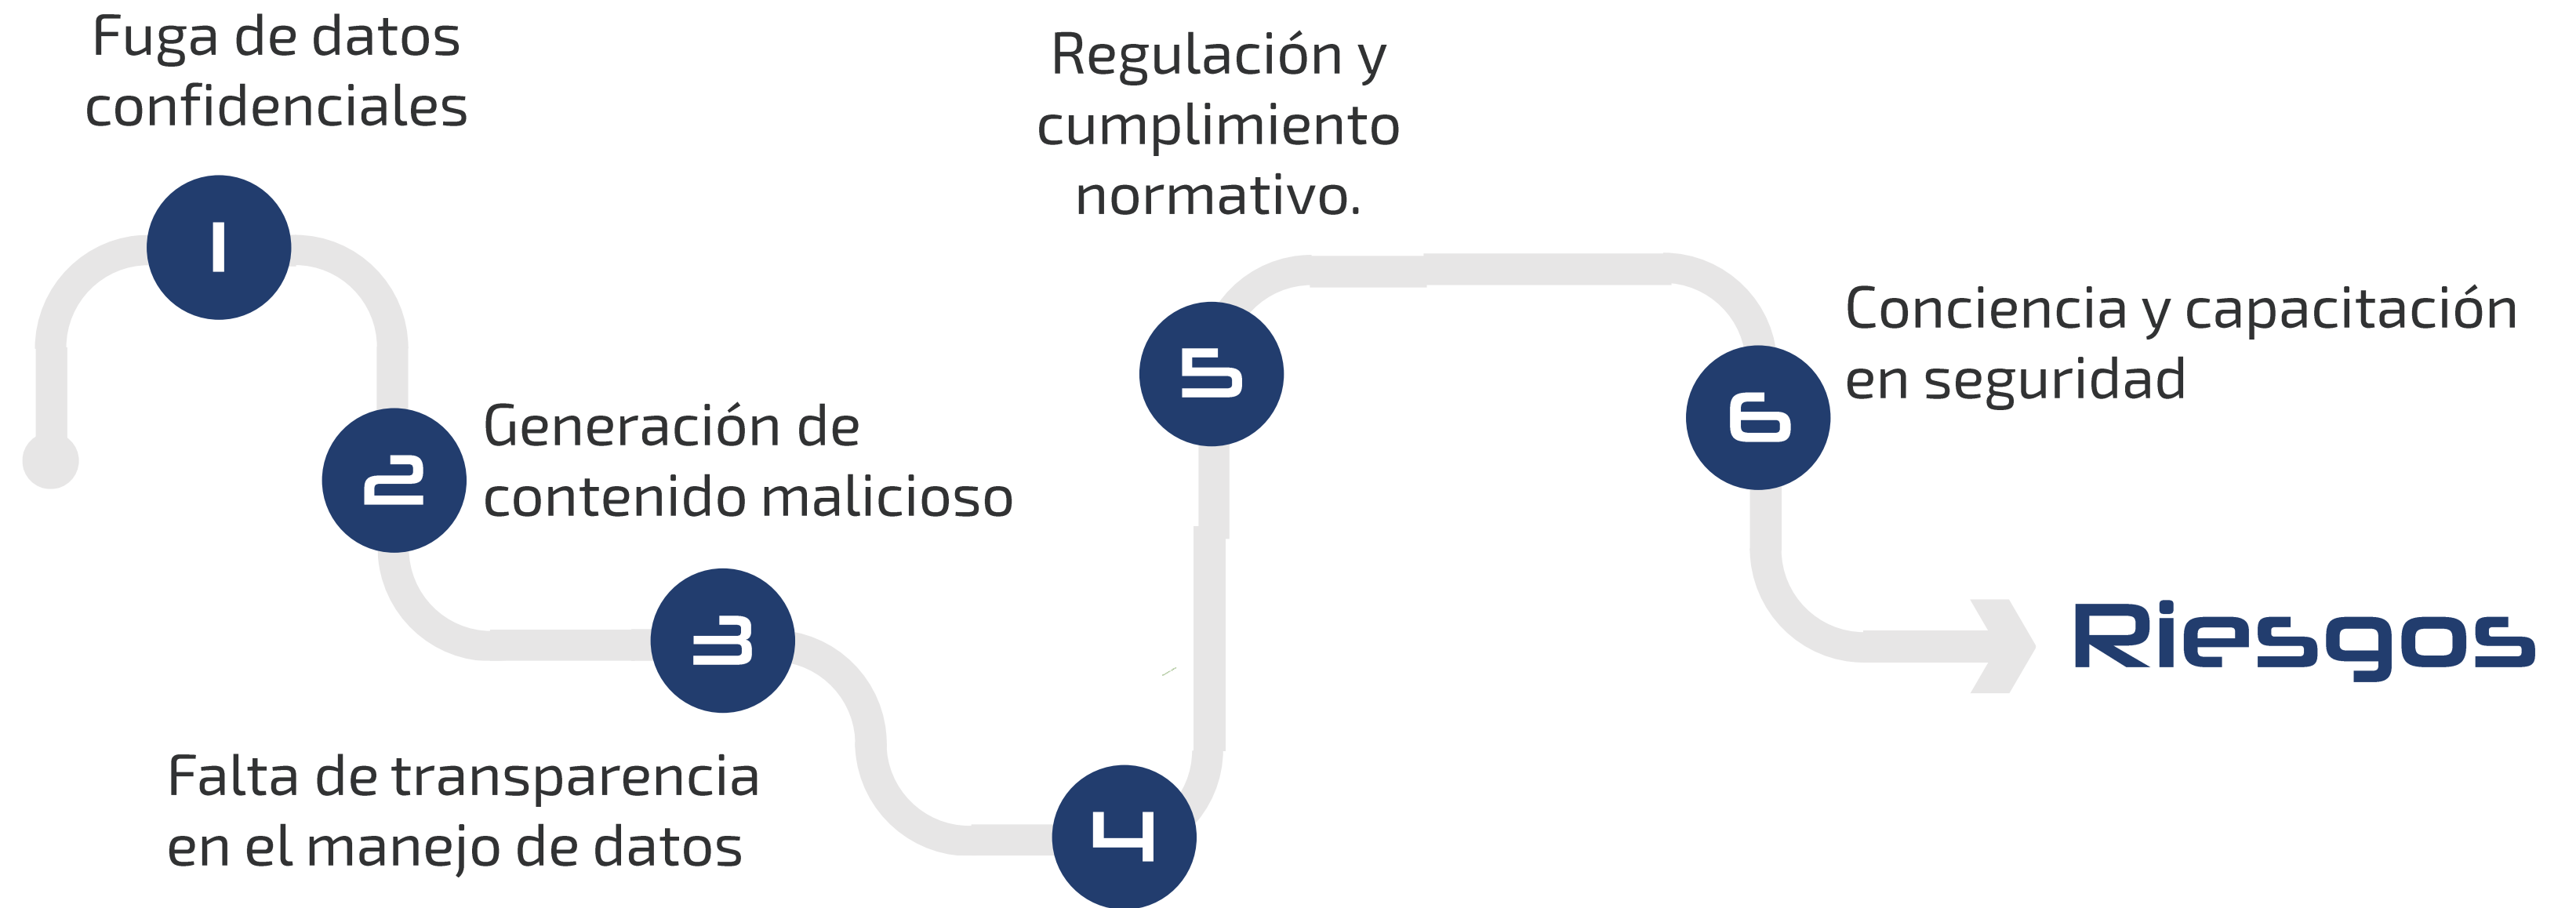 Fuga de datos
confidenciales
1
2
Generación de
contenido malicioso
3
Falta de transparencia
en el manejo de datos
4
Regulación y
cumplimiento
normativo.
5
6
Conciencia y capacitación
en seguridad
Riesgos